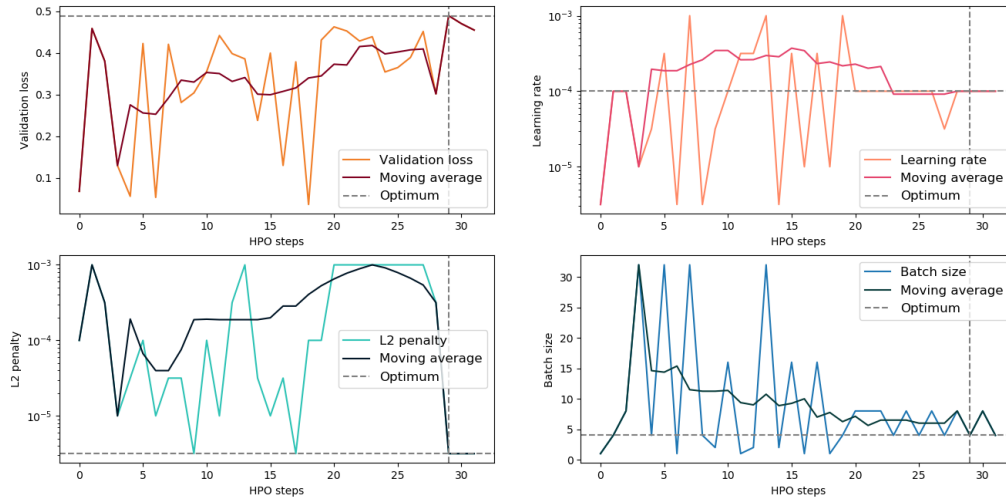 0.5
0.4
0.3
0.2
0.1
Validation loss
Validation loss
Moving average
Optimum
0 5 10 15 20 25 30
HPO steps
10⁻³
10⁻⁴
10⁻⁵
Learning rate
Learning rate
Moving average
Optimum
0 5 10 15 20 25 30
HPO steps
10⁻³
10⁻⁴
10⁻⁵
L2 penalty
L2 penalty
Moving average
Optimum
0 5 10 15 20 25 30
HPO steps
30
25
20
15
10
5
0
Batch size
Batch size
Moving average
Optimum
0 5 10 15 20 25 30
HPO steps